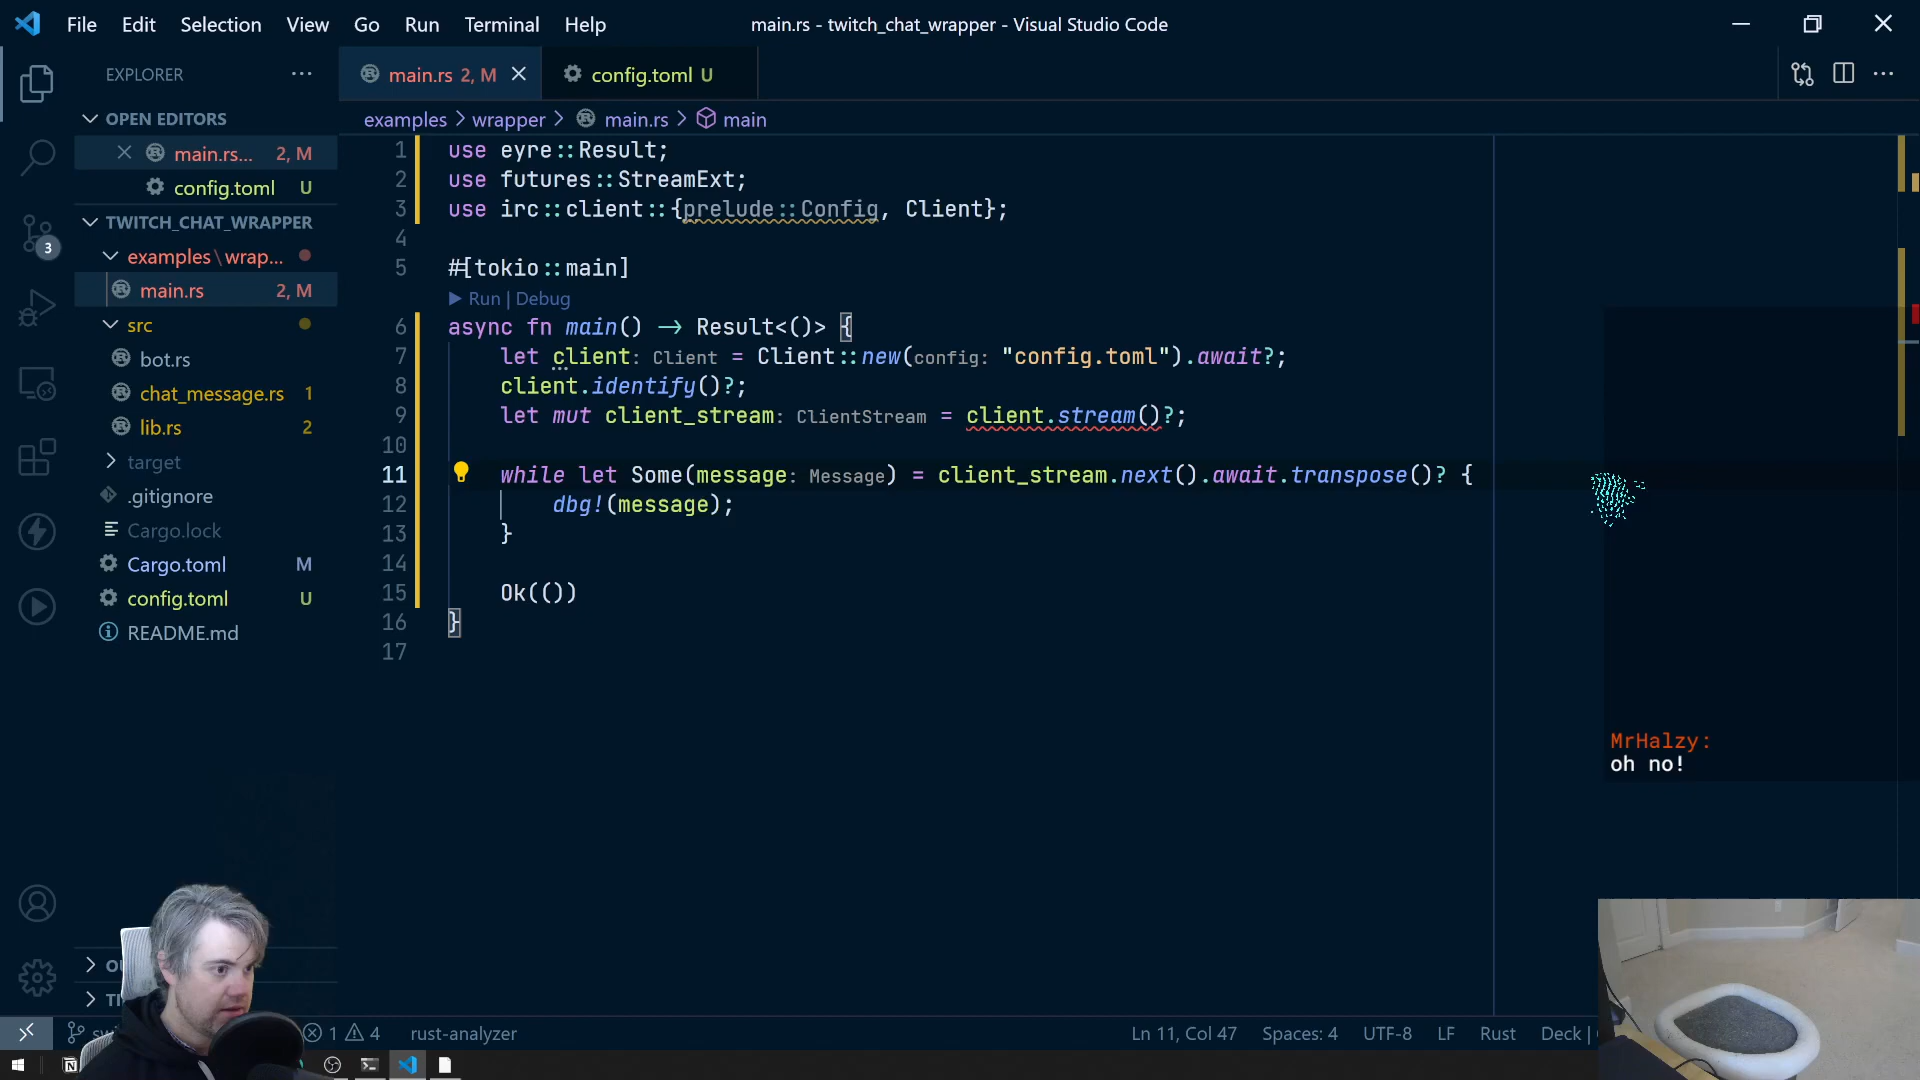 File Edit Selection View Go Run Terminal Help
main.rs - twitch_chat_wrapper - Visual Studio Code
EXPLORER
main.rs 2, M
config.toml U
OPEN EDITORS
main.rs... 2, M
config.toml U
TWITCH_CHAT_WRAPPER
examples\wrap...
main.rs 2, M
src
bot.rs
chat_message.rs 1
lib.rs 2
target
.gitignore
Cargo.lock
Cargo.toml M
config.toml U
README.md
3
examples > wrapper > main.rs > main
1 use eyre::Result;
2 use futures::StreamExt;
3 use irc::client::{prelude::Config, Client};
4
5 #[tokio::main]
Run | Debug
6 async fn main() -> Result<()> {
7 let client: Client = Client::new(config: "config.toml").await?;
8 client.identify()?;
9 let mut client_stream: ClientStream = client.stream()?;
10
11 while let Some(message: Message) = client_stream.next().await.transpose()? {
12 dbg!(message);
13 }
14
15 Ok(())
16 }
17
MrHalzy:
oh no!
1 4 rust-analyzer
Ln 11, Col 47 Spaces: 4 UTF-8 LF Rust Deck |